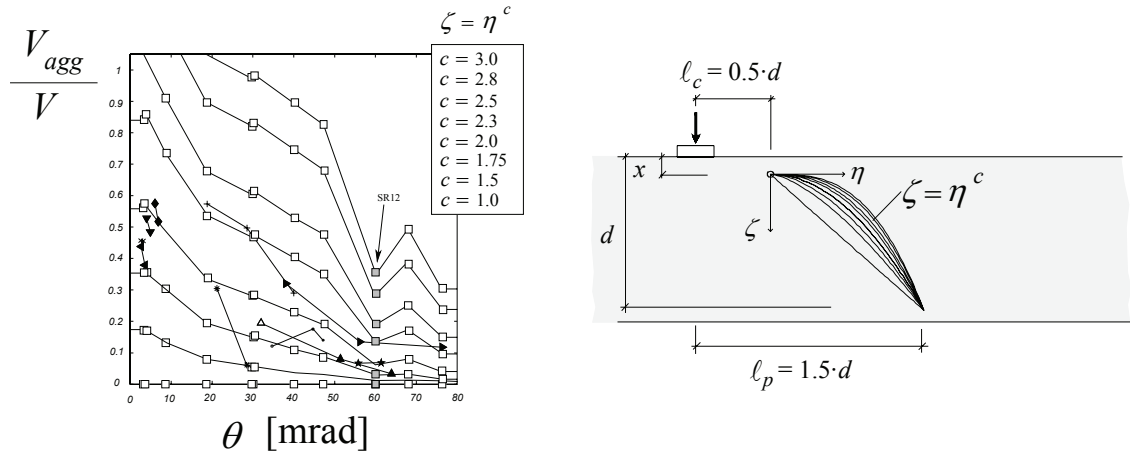 V_agg / V
ζ = η^c
c = 3.0
c = 2.8
c = 2.5
c = 2.3
c = 2.0
c = 1.75
c = 1.5
c = 1.0
1
0.9
0.8
0.7
0.6
0.5
0.4
0.3
0.2
0.1
0
SR12
0 10 20 30 40 50 60 70 80
θ [mrad]
ℓ_c = 0.5·d
x
η
ζ = η^c
ζ
d
ℓ_p = 1.5·d